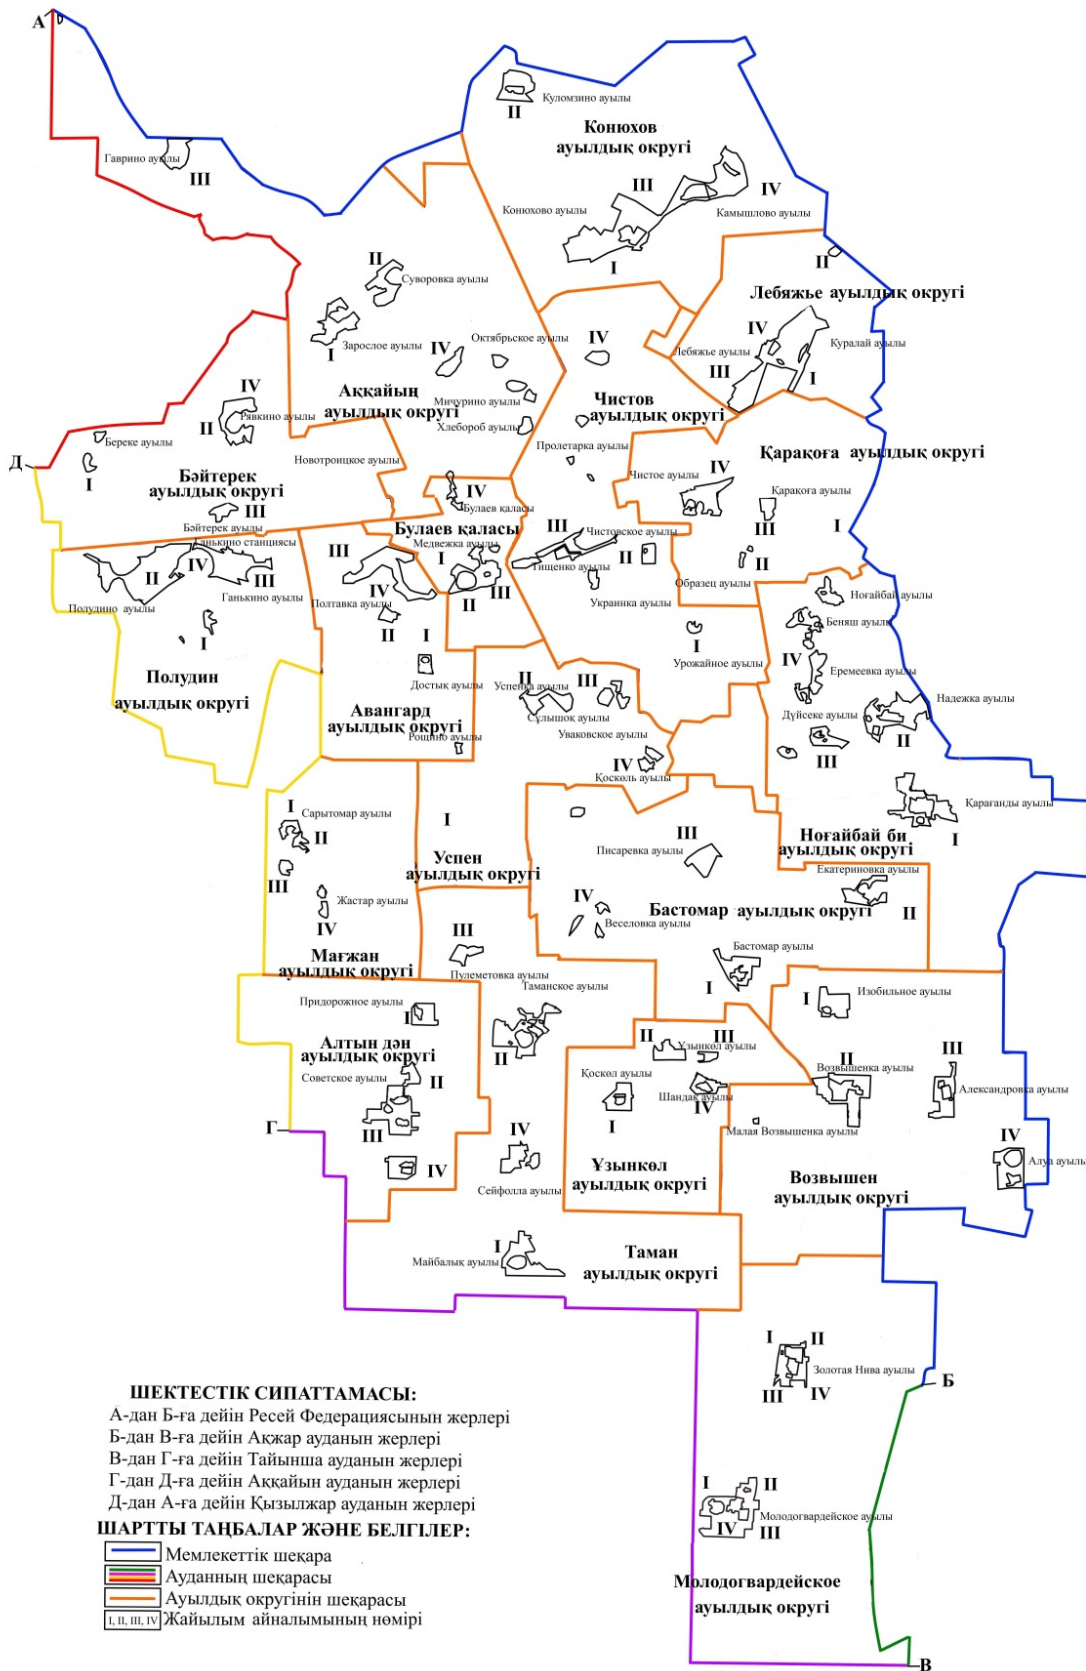 А
Куломзино ауылы
II
Конюхов
ауылдық округі
Гаврино ауылы
III
III
IV
Конюхово ауылы
Камышлово ауылы
I
II
II
Суворовка ауылы
Лебяжье ауылдық округі
IV
Октябрьское ауылы
IV
IV
Куралай ауылы
Зарослое ауылы
Лебяжье ауылы
I
III
I
IV
Аққайың
ауылдық округі
Мичурино ауылы
Чистов
ауылдық округі
Рявкино ауылы
II
Хлебороб ауылы
Береке ауылы
Пролетарка ауылы
Қарақоға ауылдық округі
Д
Новотроицкое ауылы
I
Бәйтерек
ауылдық округі
Чистое ауылы
IV
IV
Қарақоға ауылы
III
Булаев қаласы
Бәйтерек ауылы
Булаев қаласы
III
Чистовское ауылы
III
I
Ганькино станциясы
Медвежка ауылы
III
I
II
IV
II
III
IV
III
Тищенко ауылы
II
Образец ауылы
Полудино ауылы
Ганькино ауылы
Полтавка ауылы
II
Украинка ауылы
Ноғайбай ауылы
I
II
I
Беняш ауылы
I
Урожайное ауылы
IV
Еремеевка ауылы
Полудин
ауылдық округі
Достық ауылы
Успенка ауылы
II
III
Надежка ауылы
Авангард
ауылдық округі
Сұлышоқ ауылы
Дүйсеке ауылы
II
Рощино ауылы
Уваковское ауылы
III
IV
Қоскөль ауылы
I
Сарытомар ауылы
Қарағанды ауылы
II
I
III
Ноғайбай би
ауылдық округі
I
Писаревка ауылы
Успен
ауылдық округі
Екатериновка ауылы
III
Жастар ауылы
IV
Бастомар ауылдық округі
II
IV
III
Веселовка ауылы
Мағжан
ауылдық округі
Бастомар ауылы
Пулеметовка ауылы
I
Таманское ауылы
Изобильное ауылы
Придорожное ауылы
I
I
Алтын дән
ауылдық округі
II
II
III
Ұзынкөл ауылы
II
III
Советское ауылы
II
Қоскөл ауылы
Возвышенка ауылы
Шандақ ауылы
Александровка ауылы
IV
I
Г
III
IV
Малая Возвышенка ауылы
IV
IV
Ұзынкөл
ауылдық округі
Возвышен
ауылдық округі
Алуа ауылы
Сейфолла ауылы
I
Майбалық ауылы
Таман
ауылдық округі
I
II
Золотая Нива ауылы
III
IV
Б
I
II
Молодогвардейское ауылы
IV
III
Молодогвардейское
ауылдық округі
В
ШЕКТЕСТІК СИПАТТАМАСЫ:
А-дан Б-ға дейін Ресей Федерациясынын жерлері
Б-дан В-ға дейін Ақжар ауданын жерлері
В-дан Г-ға дейін Тайынша ауданын жерлері
Г-дан Д-ға дейін Аққайын ауданын жерлері
Д-дан А-ға дейін Қызылжар ауданын жерлері
ШАРТТЫ ТАҢБАЛАР ЖӘНЕ БЕЛГІЛЕР:
Мемлекеттік шеқара
Ауданның шеқарасы
Ауылдық округінін шеқарасы
I, II, III, IV Жайылым айналымының нөмірі